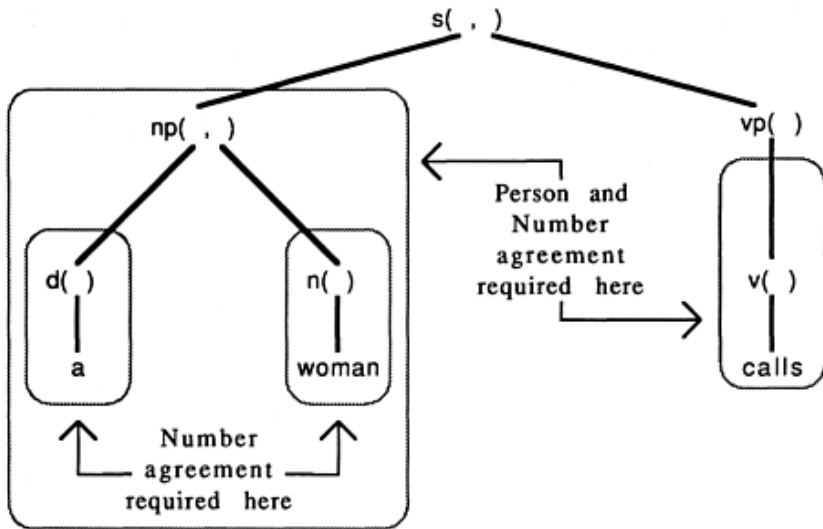 s( , )
np( , )
vp( )
Person and
Number
agreement
required here
d( )
n( )
v( )
a
woman
calls
Number
agreement
required here